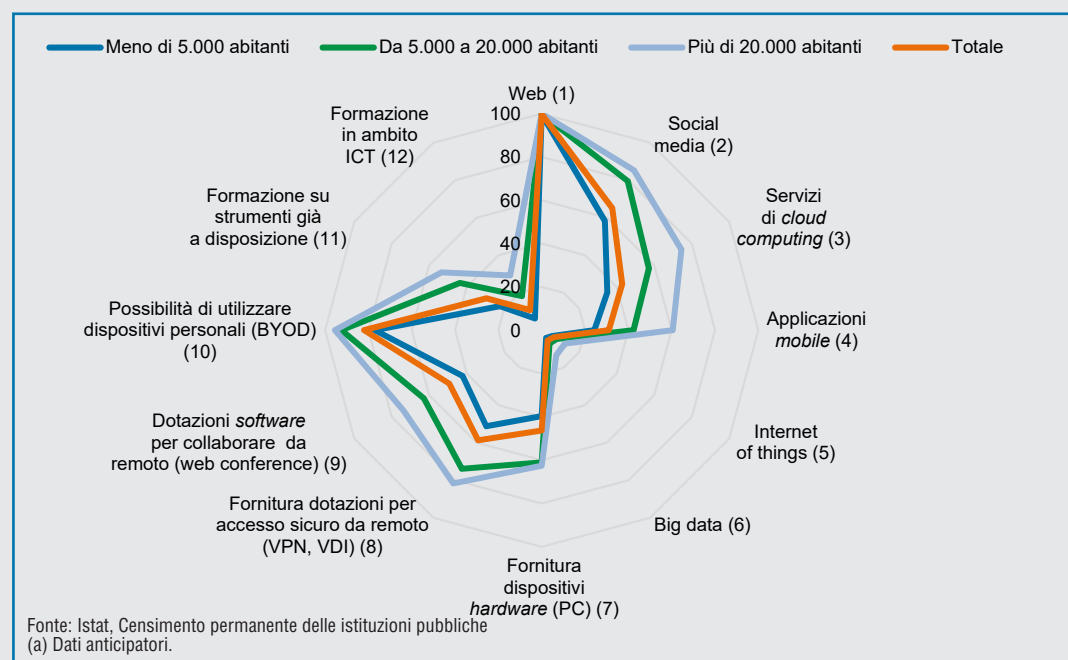 Meno di 5.000 abitanti
Da 5.000 a 20.000 abitanti
Più di 20.000 abitanti
Totale
Web (1)
100
80
60
40
20
0
Social
media (2)
Servizi
di cloud
computing (3)
Applicazioni
mobile (4)
Internet
of things (5)
Big data (6)
Fornitura
dispositivi
hardware (PC) (7)
Fornitura dotazioni per
accesso sicuro da remoto
(VPN, VDI) (8)
Dotazioni software
per collaborare da
remoto (web conference) (9)
Possibilità di utilizzare
dispositivi personali (BYOD)
(10)
Formazione su
strumenti già
a disposizione (11)
Formazione
in ambito
ICT (12)
Fonte: Istat, Censimento permanente delle istituzioni pubbliche
(a) Dati anticipatori.